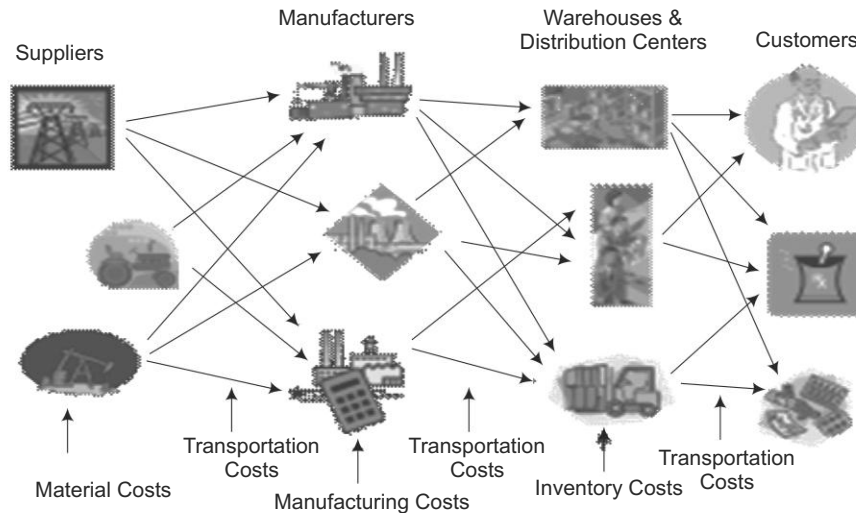 Suppliers
Manufacturers
Warehouses &
Distribution Centers
Customers
Material Costs
Transportation
Costs
Manufacturing Costs
Transportation
Costs
Inventory Costs
Transportation
Costs